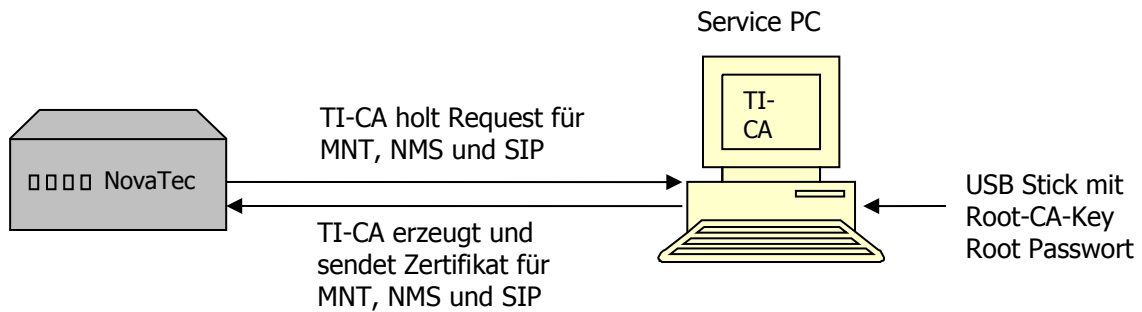 Service PC
TI-
CA
TI-CA holt Request für
MNT, NMS und SIP
NovaTec
USB Stick mit
Root-CA-Key
Root Passwort
TI-CA erzeugt und
sendet Zertifikat für
MNT, NMS und SIP